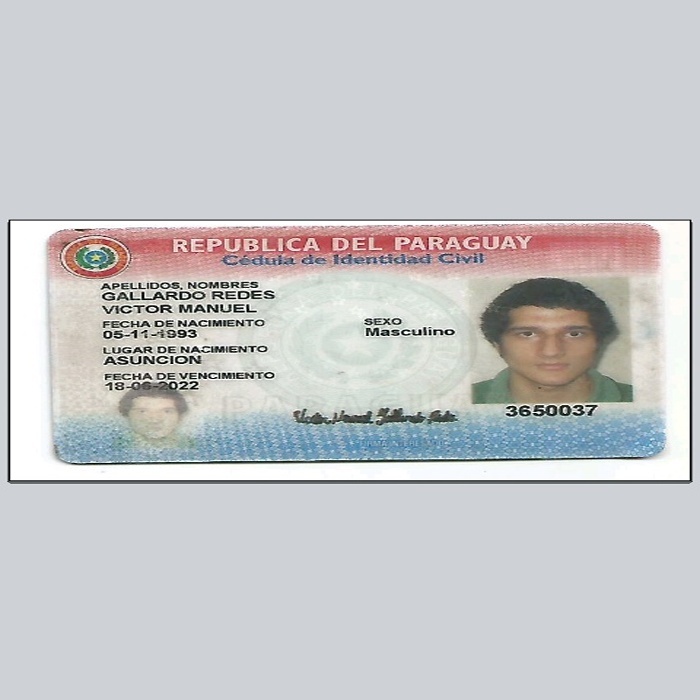 REPUBLICA DEL PARAGUAY
Cédula de Identidad Civil
APELLIDOS, NOMBRES
GALLARDO REDES
VICTOR MANUEL
FECHA DE NACIMIENTO
05-11-1993
SEXO
Masculino
LUGAR DE NACIMIENTO
ASUNCION
FECHA DE VENCIMIENTO
18-06-2022
PARAGUAY
Victor Manuel Gallardo Redes
3650037